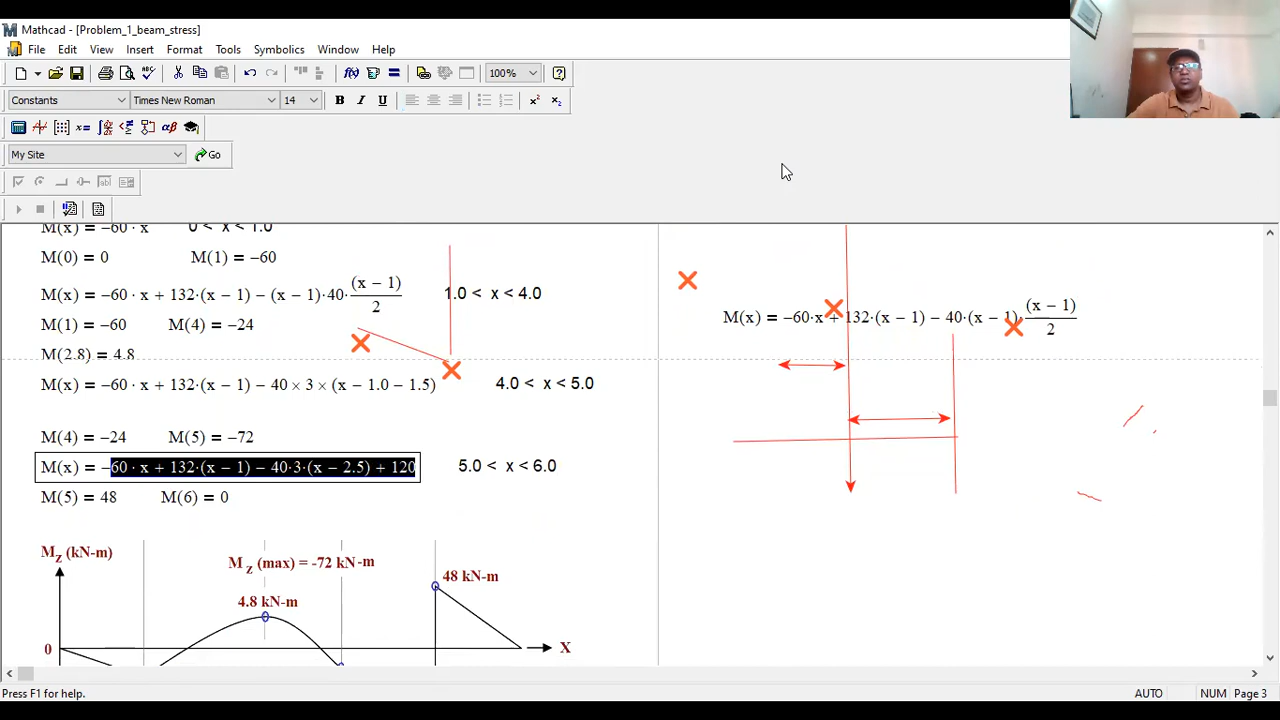 Mathcad - [Problem_1_beam_stress]
File Edit View Insert Format Tools Symbolics Window Help
100%
Constants Times New Roman 14 B I U
My Site Go
M(x) = −60 · x 0 < x < 1.0
M(0) = 0 M(1) = −60
M(x) = −60 · x + 132·(x − 1) − (x − 1)·40·(x − 1)/2 1.0 < x < 4.0
M(1) = −60 M(4) = −24
M(2.8) = 4.8
M(x) = −60 · x + 132·(x − 1) − 40 × 3 × (x − 1.0 − 1.5) 4.0 < x < 5.0
M(4) = −24 M(5) = −72
M(x) = −60 · x + 132·(x − 1) − 40·3·(x − 2.5) + 120 5.0 < x < 6.0
M(5) = 48 M(6) = 0
Mz (kN-m)
Mz (max) = -72 kN-m
48 kN-m
4.8 kN-m
0 X
M(x) = −60·x + 132·(x − 1) − 40·(x − 1)·(x − 1)/2
Press F1 for help. AUTO NUM Page 3